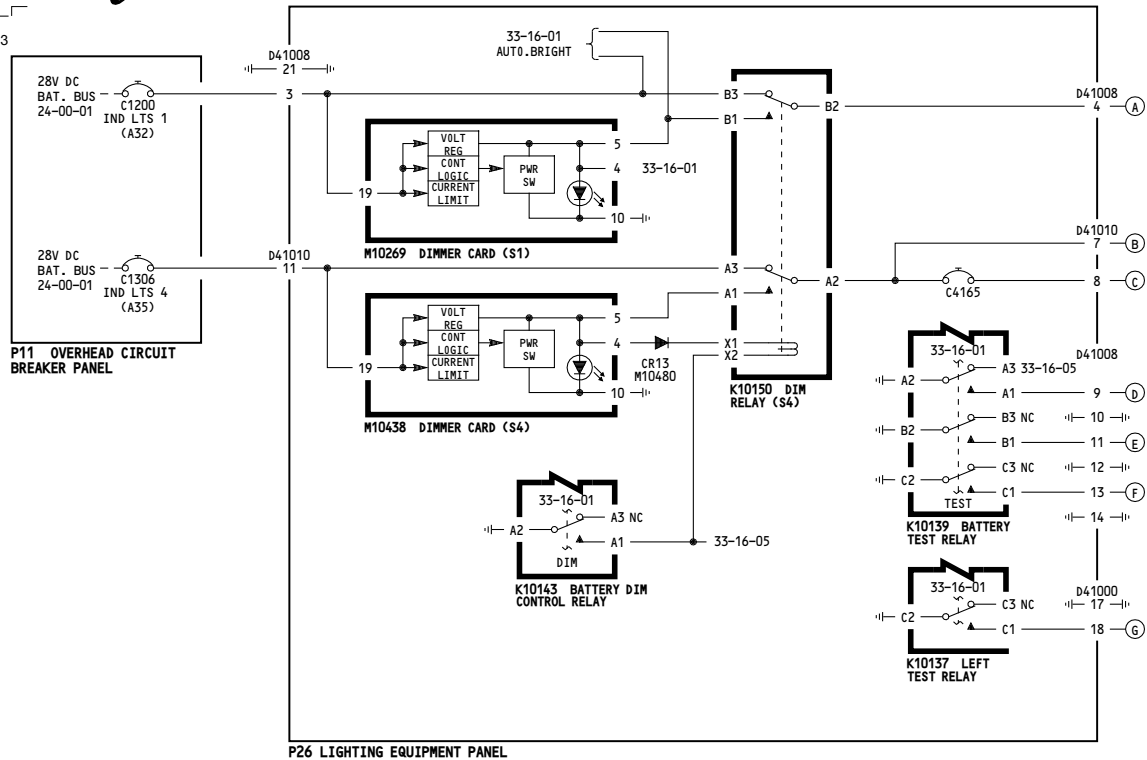 3
33-16-01
AUTO.BRIGHT
D41008
21
28V DC
BAT. BUS
24-00-01
C1200
IND LTS 1
(A32)
3
B3
B2
B1
D41008
4
A
VOLT
REG
CONT
LOGIC
CURRENT
LIMIT
PWR
SW
5
4
33-16-01
19
10
M10269 DIMMER CARD (S1)
28V DC
BAT. BUS
24-00-01
C1306
IND LTS 4
(A35)
D41010
11
A3
A2
A1
D41010
7
B
8
C
C4165
P11 OVERHEAD CIRCUIT
BREAKER PANEL
VOLT
REG
CONT
LOGIC
CURRENT
LIMIT
PWR
SW
5
4
19
10
CR13
M10480
X1
X2
K10150 DIM
RELAY (S4)
M10438 DIMMER CARD (S4)
33-16-01
D41008
A3 33-16-05
A2
A1
9
D
B3 NC
10
B2
B1
11
E
C3 NC
12
C2
C1
13
F
TEST
14
K10139 BATTERY
TEST RELAY
33-16-01
A3 NC
A2
A1
33-16-05
DIM
K10143 BATTERY DIM
CONTROL RELAY
33-16-01
D41000
C3 NC
17
C2
C1
18
G
K10137 LEFT
TEST RELAY
P26 LIGHTING EQUIPMENT PANEL